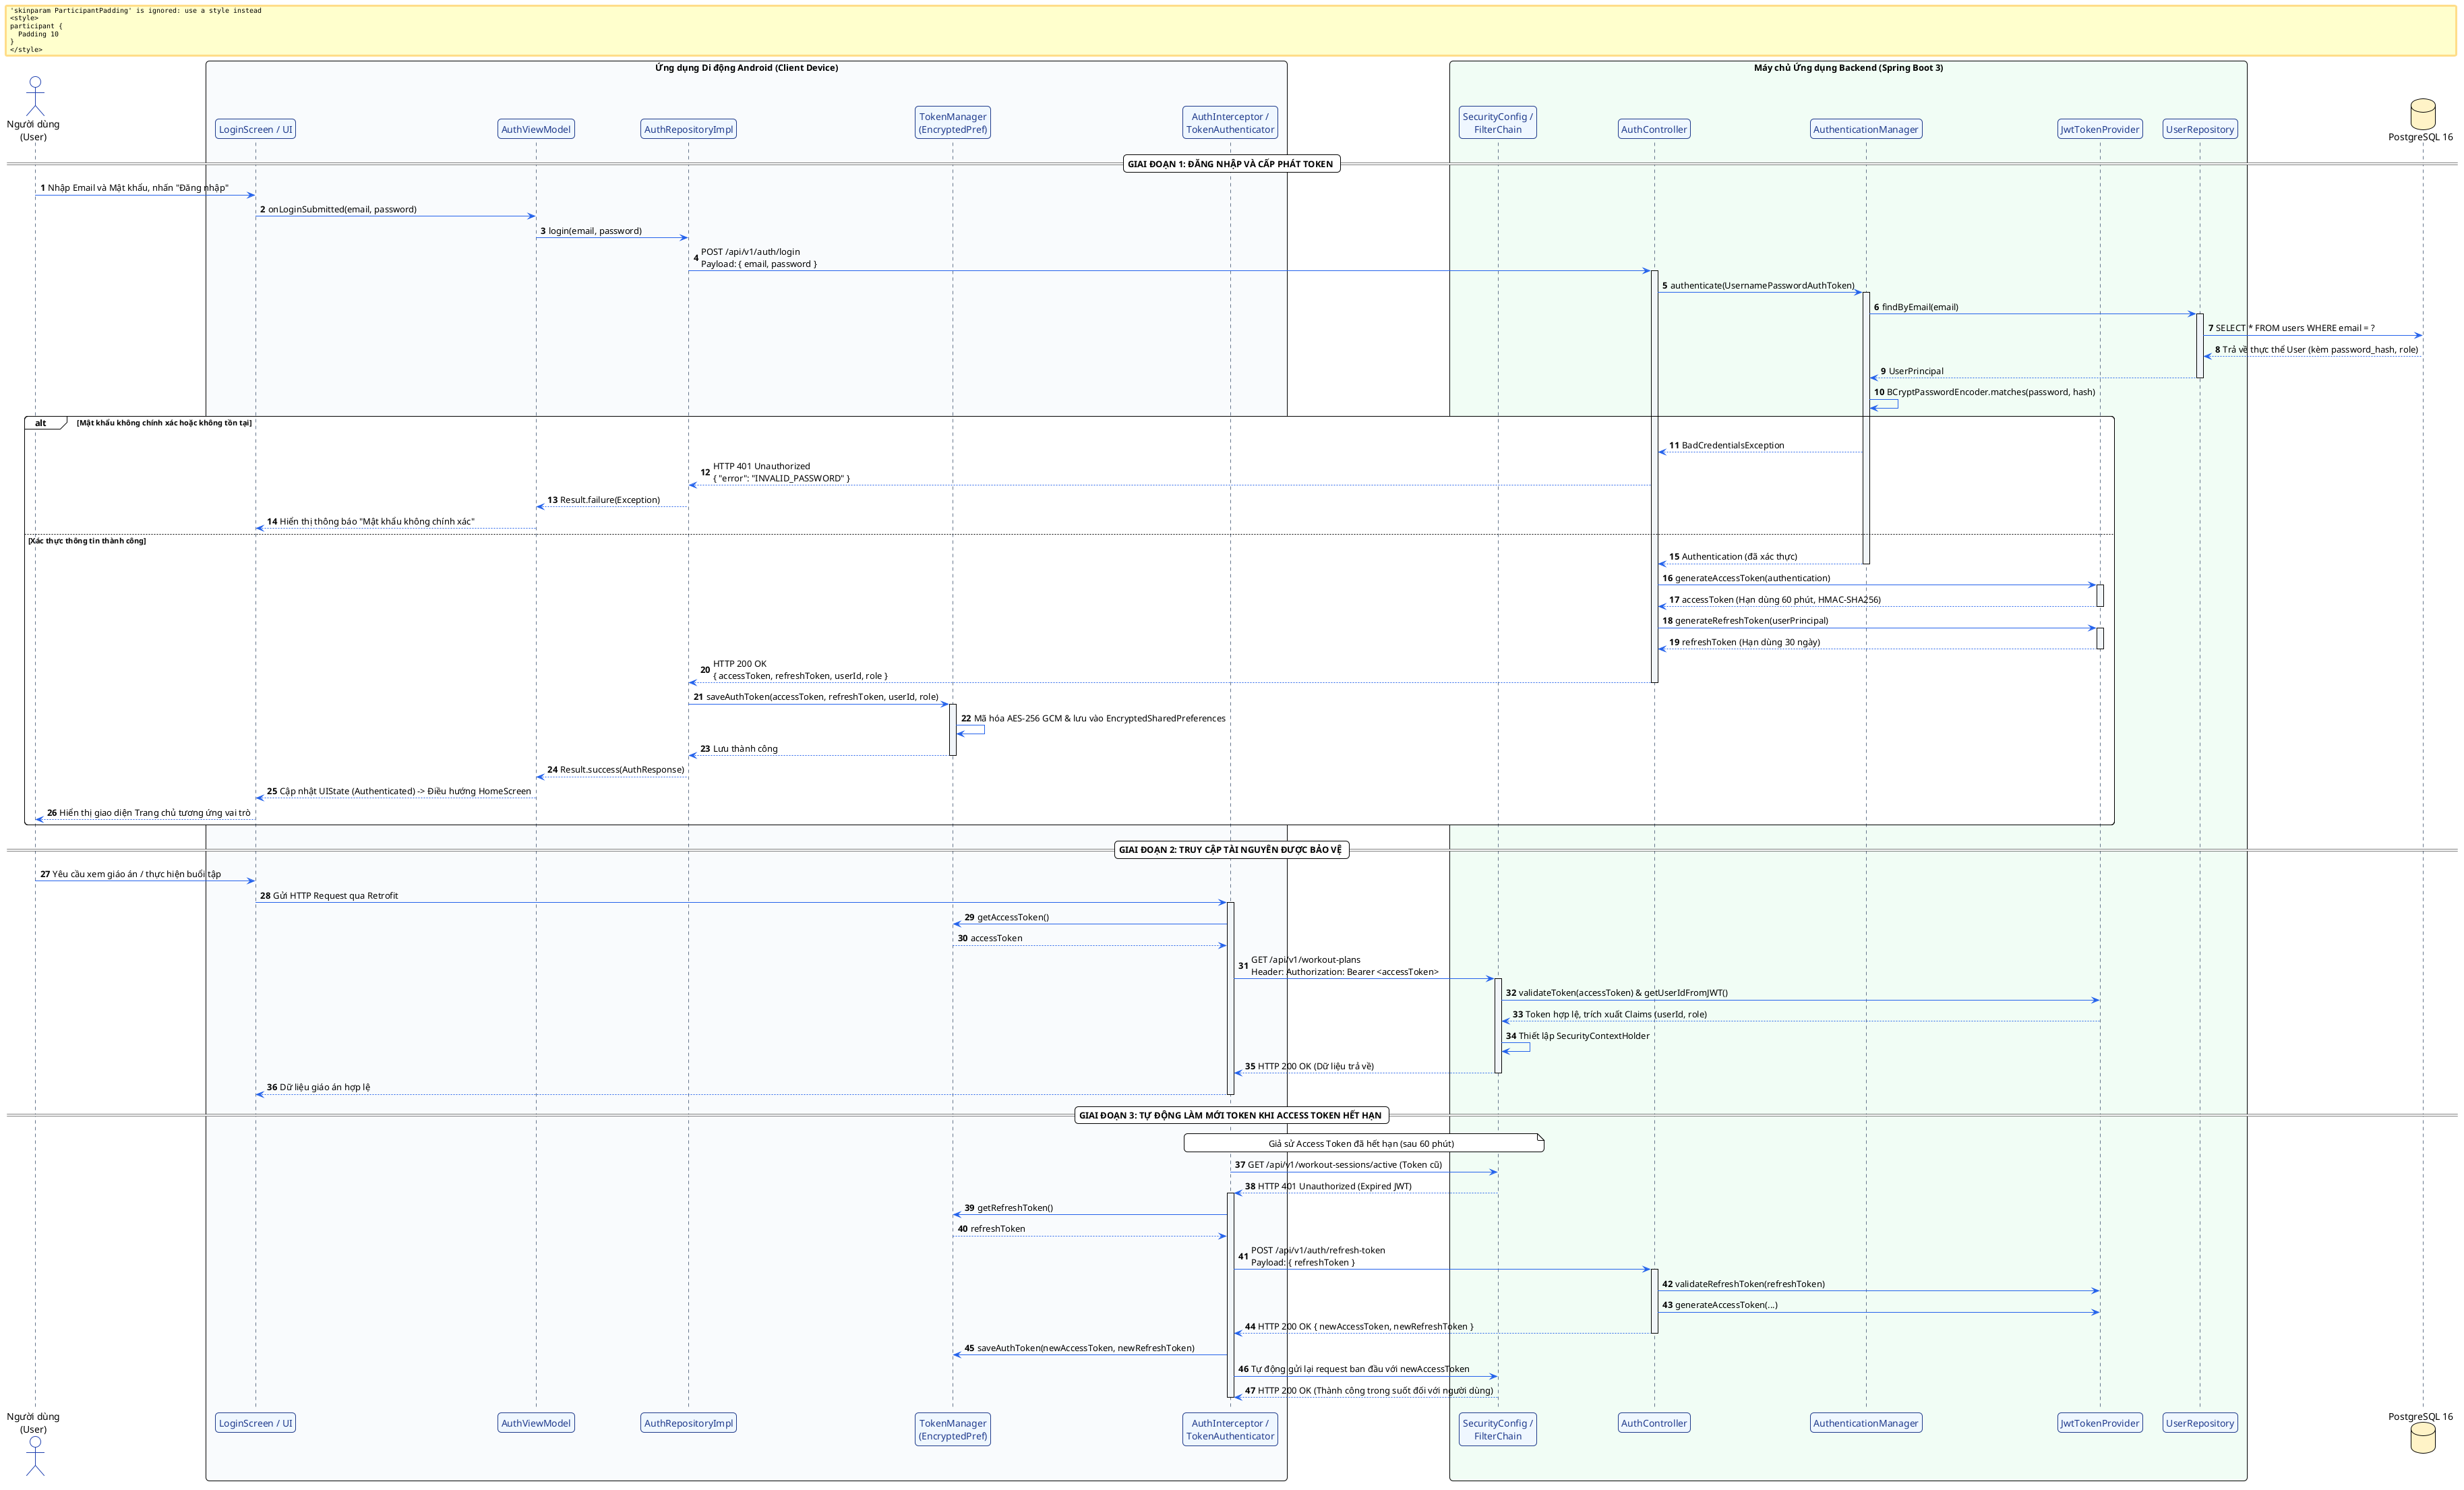 'skinparam ParticipantPadding' is ignored: use a style instead
<style>
participant {
  Padding 10
}
</style>
Ứng dụng Di động Android (Client Device)
Máy chủ Ứng dụng Backend (Spring Boot 3)
Người dùng
(User)
LoginScreen / UI
AuthViewModel
AuthRepositoryImpl
TokenManager
(EncryptedPref)
AuthInterceptor /
TokenAuthenticator
SecurityConfig /
FilterChain
AuthController
AuthenticationManager
JwtTokenProvider
UserRepository
PostgreSQL 16
GIAI ĐOẠN 1: ĐĂNG NHẬP VÀ CẤP PHÁT TOKEN
1 Nhập Email và Mật khẩu, nhấn "Đăng nhập"
2 onLoginSubmitted(email, password)
3 login(email, password)
4 POST /api/v1/auth/login
Payload: { email, password }
5 authenticate(UsernamePasswordAuthToken)
6 findByEmail(email)
7 SELECT * FROM users WHERE email = ?
8 Trả về thực thể User (kèm password_hash, role)
9 UserPrincipal
10 BCryptPasswordEncoder.matches(password, hash)
alt [Mật khẩu không chính xác hoặc không tồn tại]
11 BadCredentialsException
12 HTTP 401 Unauthorized
{ "error": "INVALID_PASSWORD" }
13 Result.failure(Exception)
14 Hiển thị thông báo "Mật khẩu không chính xác"
[Xác thực thông tin thành công]
15 Authentication (đã xác thực)
16 generateAccessToken(authentication)
17 accessToken (Hạn dùng 60 phút, HMAC-SHA256)
18 generateRefreshToken(userPrincipal)
19 refreshToken (Hạn dùng 30 ngày)
20 HTTP 200 OK
{ accessToken, refreshToken, userId, role }
21 saveAuthToken(accessToken, refreshToken, userId, role)
22 Mã hóa AES-256 GCM & lưu vào EncryptedSharedPreferences
23 Lưu thành công
24 Result.success(AuthResponse)
25 Cập nhật UIState (Authenticated) -> Điều hướng HomeScreen
26 Hiển thị giao diện Trang chủ tương ứng vai trò
GIAI ĐOẠN 2: TRUY CẬP TÀI NGUYÊN ĐƯỢC BẢO VỆ
27 Yêu cầu xem giáo án / thực hiện buổi tập
28 Gửi HTTP Request qua Retrofit
29 getAccessToken()
30 accessToken
31 GET /api/v1/workout-plans
Header: Authorization: Bearer <accessToken>
32 validateToken(accessToken) & getUserIdFromJWT()
33 Token hợp lệ, trích xuất Claims (userId, role)
34 Thiết lập SecurityContextHolder
35 HTTP 200 OK (Dữ liệu trả về)
36 Dữ liệu giáo án hợp lệ
GIAI ĐOẠN 3: TỰ ĐỘNG LÀM MỚI TOKEN KHI ACCESS TOKEN HẾT HẠN
Giả sử Access Token đã hết hạn (sau 60 phút)
37 GET /api/v1/workout-sessions/active (Token cũ)
38 HTTP 401 Unauthorized (Expired JWT)
39 getRefreshToken()
40 refreshToken
41 POST /api/v1/auth/refresh-token
Payload: { refreshToken }
42 validateRefreshToken(refreshToken)
43 generateAccessToken(...)
44 HTTP 200 OK { newAccessToken, newRefreshToken }
45 saveAuthToken(newAccessToken, newRefreshToken)
46 Tự động gửi lại request ban đầu với newAccessToken
47 HTTP 200 OK (Thành công trong suốt đối với người dùng)
Người dùng
(User)
LoginScreen / UI
AuthViewModel
AuthRepositoryImpl
TokenManager
(EncryptedPref)
AuthInterceptor /
TokenAuthenticator
SecurityConfig /
FilterChain
AuthController
AuthenticationManager
JwtTokenProvider
UserRepository
PostgreSQL 16